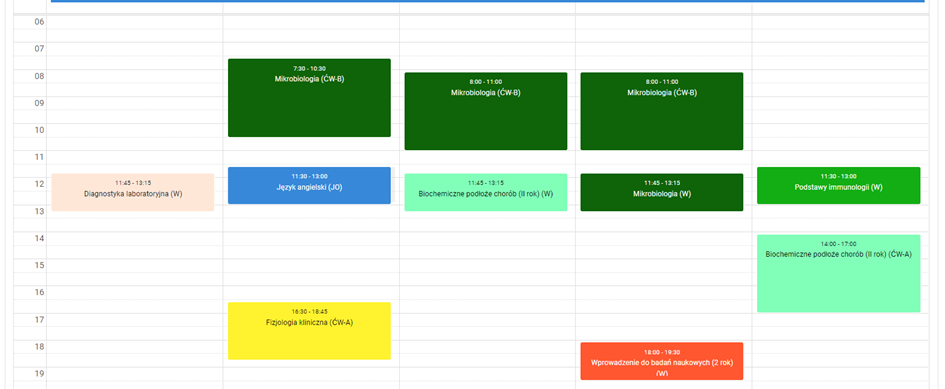 06
07
08
09
10
11
12
13
14
15
16
17
18
19
11:45 - 13:15
Diagnostyka laboratoryjna (W)
7:30 - 10:30
Mikrobiologia (ĆW-B)
11:30 - 13:00
Język angielski (JO)
16:30 - 18:45
Fizjologia kliniczna (ĆW-A)
8:00 - 11:00
Mikrobiologia (ĆW-B)
11:45 - 13:15
Biochemiczne podłoże chorób (II rok) (W)
8:00 - 11:00
Mikrobiologia (ĆW-B)
11:45 - 13:15
Mikrobiologia (W)
18:00 - 19:30
Wprowadzenie do badań naukowych (2 rok)
(W)
11:30 - 13:00
Podstawy immunologii (W)
14:00 - 17:00
Biochemiczne podłoże chorób (II rok) (ĆW-A)